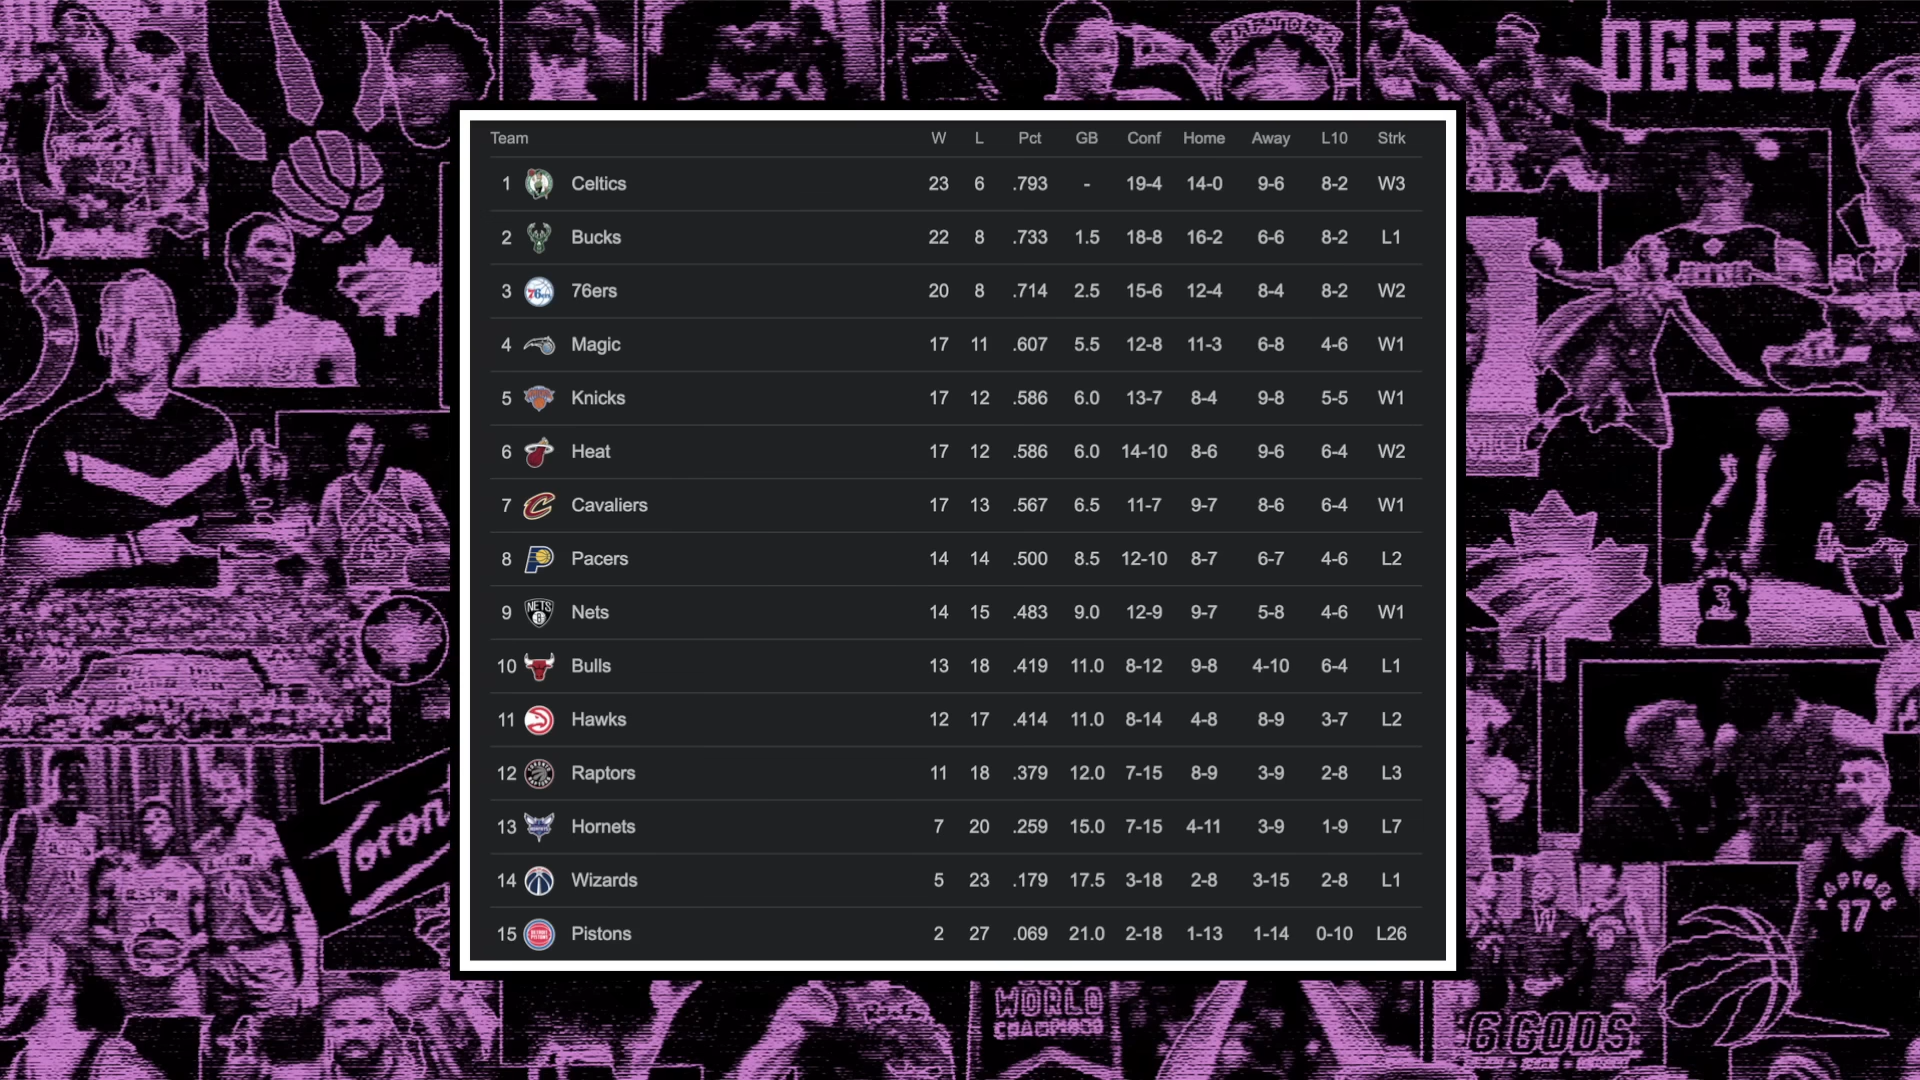 DGEEEZ
Team W L Pct GB Conf Home Away L10 Strk
1 Celtics 23 6 .793 - 19-4 14-0 9-6 8-2 W3
2 Bucks 22 8 .733 1.5 18-8 16-2 6-6 8-2 L1
3 76ers 20 8 .714 2.5 15-6 12-4 8-4 8-2 W2
4 Magic 17 11 .607 5.5 12-8 11-3 6-8 4-6 W1
5 Knicks 17 12 .586 6.0 13-7 8-4 9-8 5-5 W1
6 Heat 17 12 .586 6.0 14-10 8-6 9-6 6-4 W2
7 Cavaliers 17 13 .567 6.5 11-7 9-7 8-6 6-4 W1
8 Pacers 14 14 .500 8.5 12-10 8-7 6-7 4-6 L2
9 NETS Nets 14 15 .483 9.0 12-9 9-7 5-8 4-6 W1
10 Bulls 13 18 .419 11.0 8-12 9-8 4-10 6-4 L1
11 Hawks 12 17 .414 11.0 8-14 4-8 8-9 3-7 L2
12 Raptors 11 18 .379 12.0 7-15 8-9 3-9 2-8 L3
13 Hornets 7 20 .259 15.0 7-15 4-11 3-9 1-9 L7
14 Wizards 5 23 .179 17.5 3-18 2-8 3-15 2-8 L1
15 Pistons 2 27 .069 21.0 2-18 1-13 1-14 0-10 L26
3
Toron
17
WORLD
CHAMPIONS
6 GODS